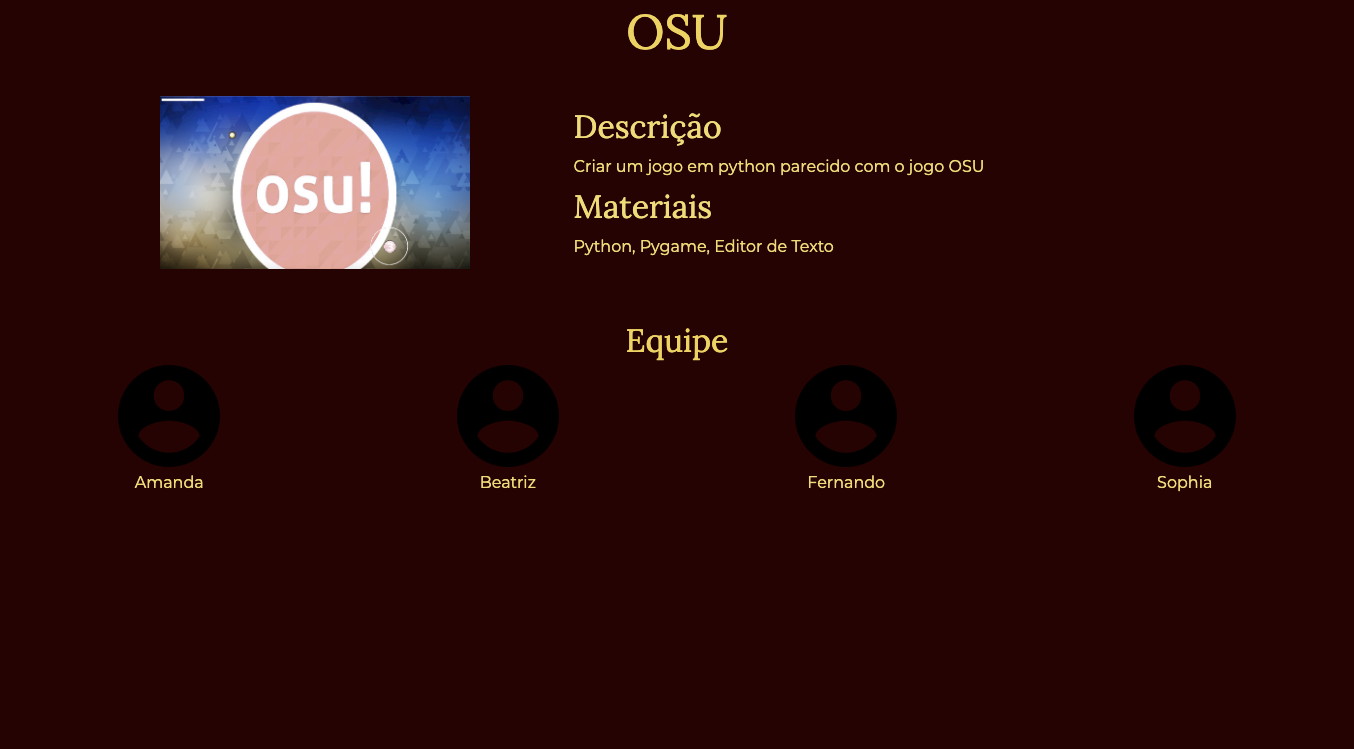 OSU
osu!
Descrição
Criar um jogo em python parecido com o jogo OSU
Materiais
Python, Pygame, Editor de Texto
Equipe
Amanda
Beatriz
Fernando
Sophia